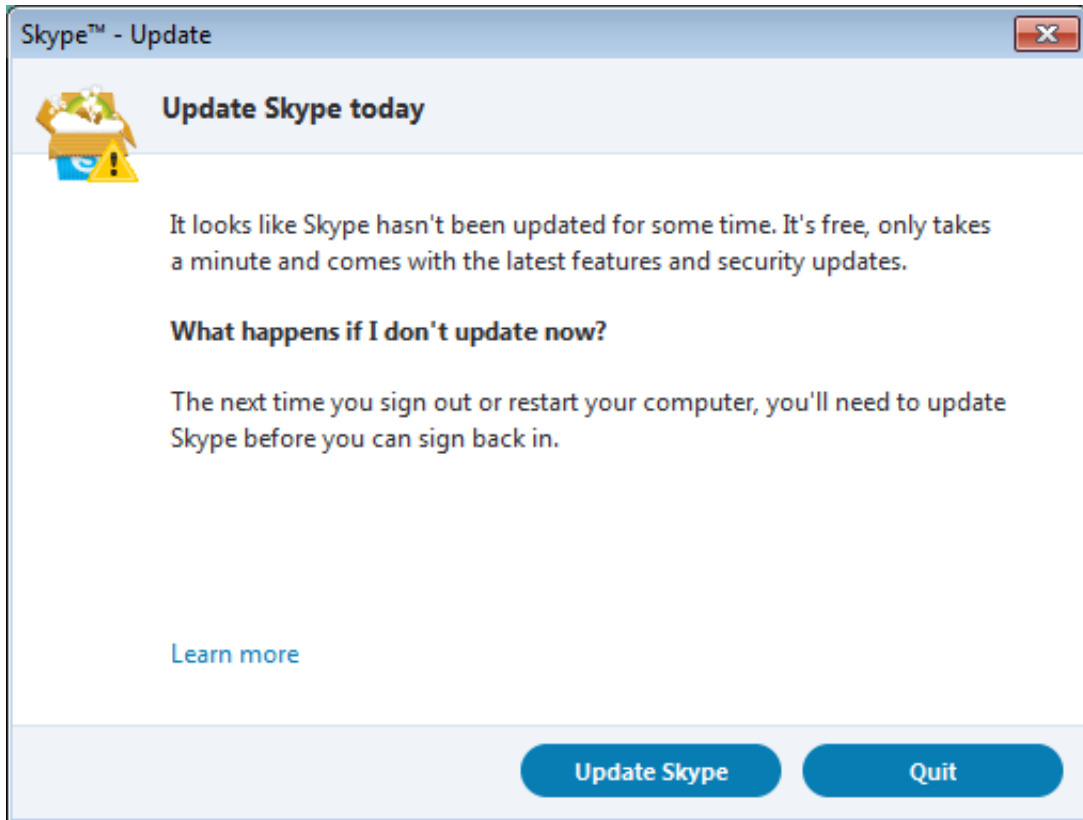 Skype™ - Update
Update Skype today
It looks like Skype hasn't been updated for some time. It's free, only takes
a minute and comes with the latest features and security updates.
What happens if I don't update now?
The next time you sign out or restart your computer, you'll need to update
Skype before you can sign back in.
Learn more
Update Skype
Quit